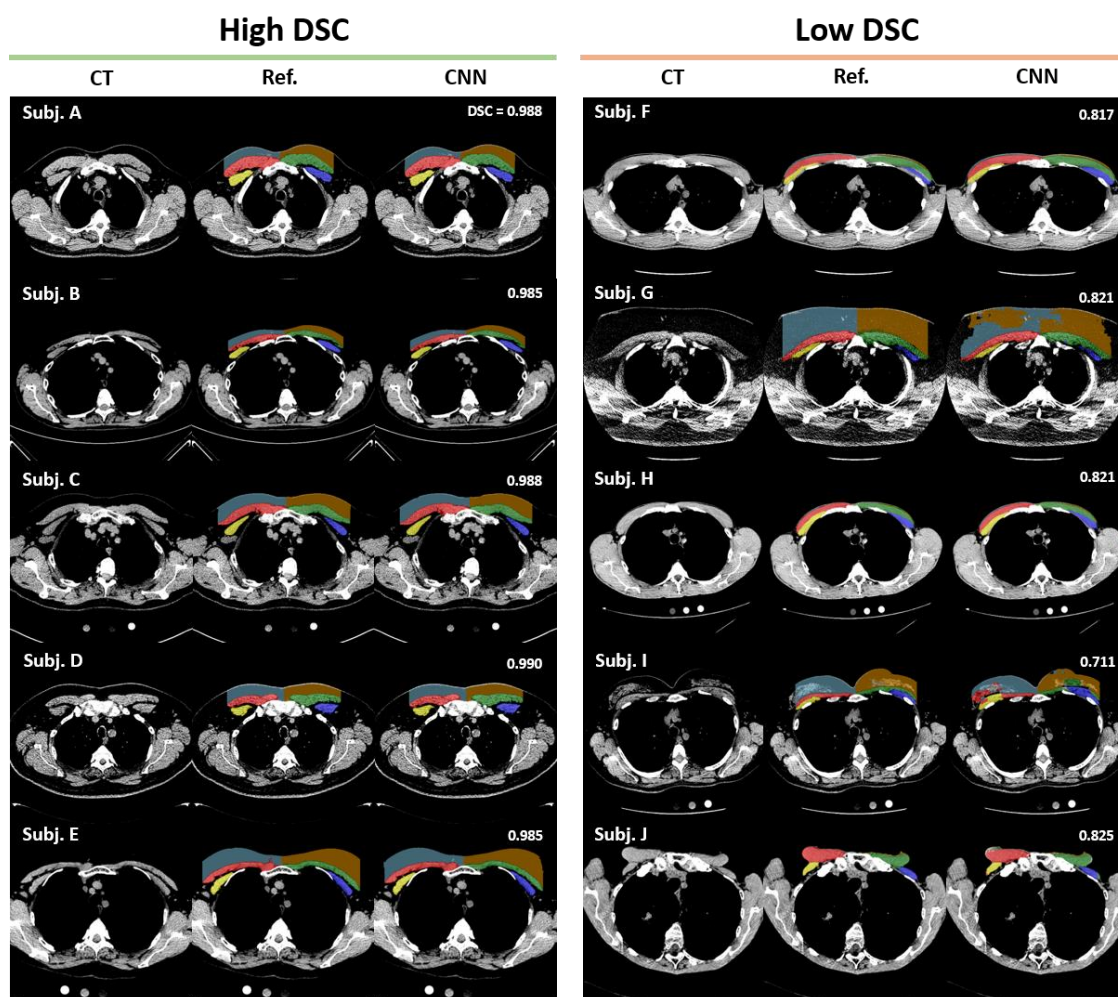 High DSC
CT Ref. CNN
Subj. A DSC = 0.988
Subj. B 0.985
Subj. C 0.988
Subj. D 0.990
Subj. E 0.985
Low DSC
CT Ref. CNN
Subj. F 0.817
Subj. G 0.821
Subj. H 0.821
Subj. I 0.711
Subj. J 0.825